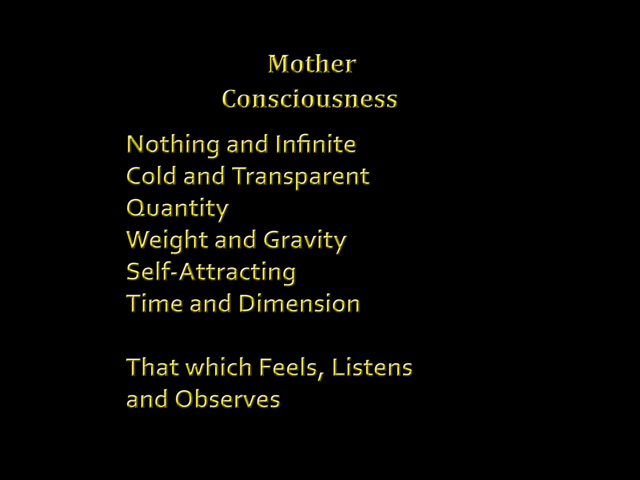 Mother
Consciousness
Nothing and Infinite
Cold and Transparent
Quantity
Weight and Gravity
Self-Attracting
Time and Dimension
That which Feels, Listens
and Observes